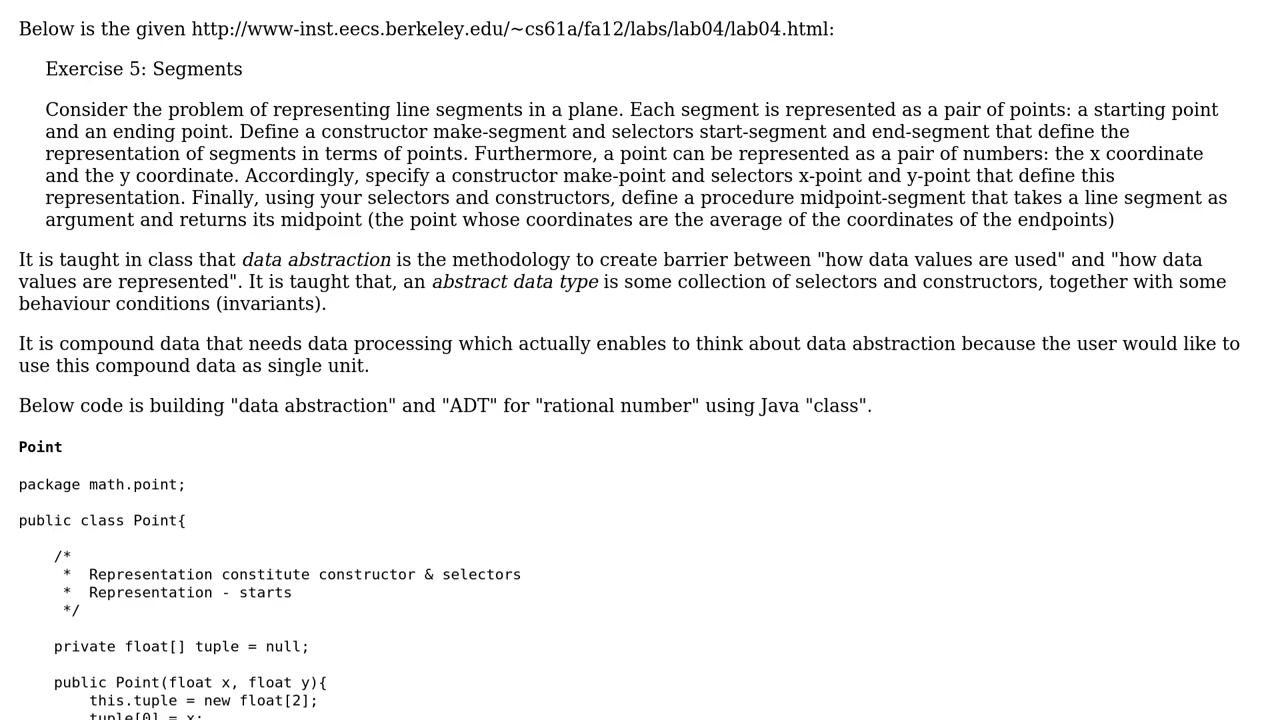 Below is the given http://www-inst.eecs.berkeley.edu/~cs61a/fa12/labs/lab04/lab04.html:
Exercise 5: Segments
Consider the problem of representing line segments in a plane. Each segment is represented as a pair of points: a starting point
and an ending point. Define a constructor make-segment and selectors start-segment and end-segment that define the
representation of segments in terms of points. Furthermore, a point can be represented as a pair of numbers: the x coordinate
and the y coordinate. Accordingly, specify a constructor make-point and selectors x-point and y-point that define this
representation. Finally, using your selectors and constructors, define a procedure midpoint-segment that takes a line segment as
argument and returns its midpoint (the point whose coordinates are the average of the coordinates of the endpoints)
It is taught in class that data abstraction is the methodology to create barrier between "how data values are used" and "how data
values are represented". It is taught that, an abstract data type is some collection of selectors and constructors, together with some
behaviour conditions (invariants).
It is compound data that needs data processing which actually enables to think about data abstraction because the user would like to
use this compound data as single unit.
Below code is building "data abstraction" and "ADT" for "rational number" using Java "class".
Point
package math.point;
public class Point{
/*
* Representation constitute constructor & selectors
* Representation - starts
*/
private float[] tuple = null;
public Point(float x, float y){
this.tuple = new float[2];
tuple[0] = x;